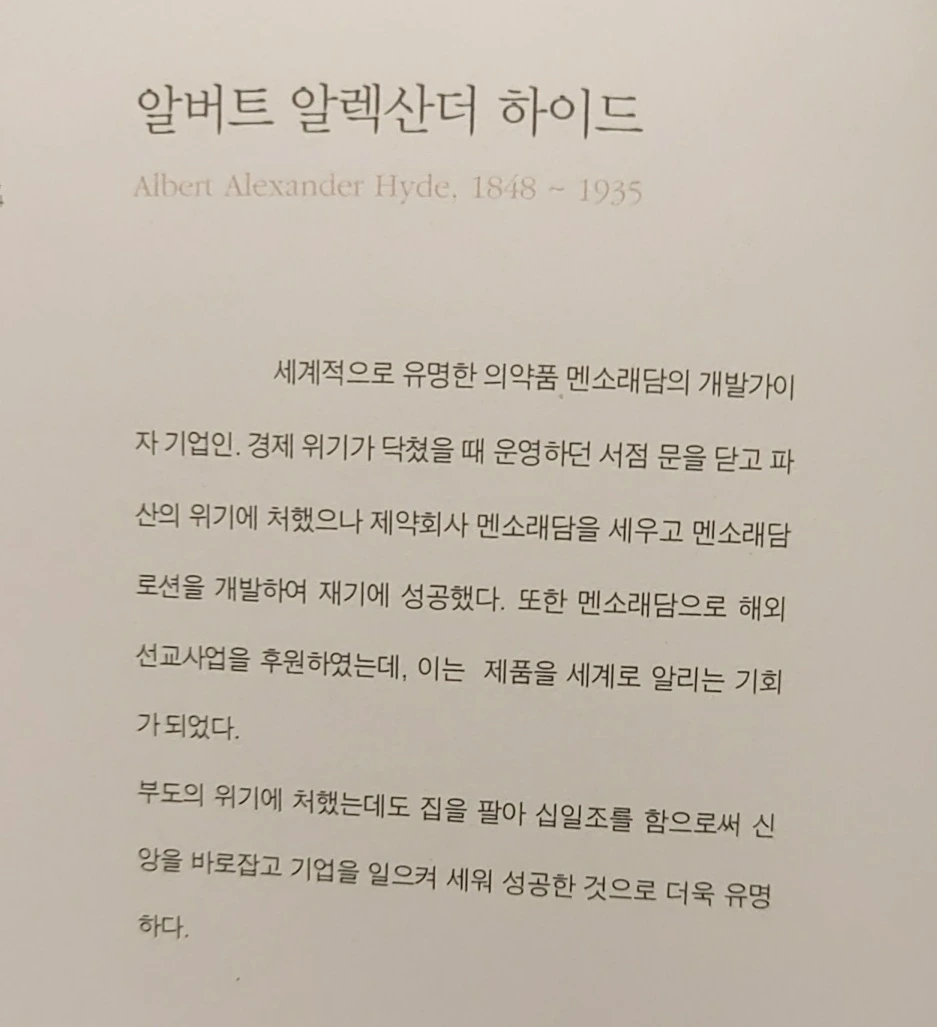 알버트 알렉산더 하이드
Albert Alexander Hyde, 1848 ~ 1935
세계적으로 유명한 의약품 멘소래담의 개발가이
자 기업인. 경제 위기가 닥쳤을 때 운영하던 서점 문을 닫고 파
산의 위기에 처했으나 제약회사 멘소래담을 세우고 멘소래담
로션을 개발하여 재기에 성공했다. 또한 멘소래담으로 해외
선교사업을 후원하였는데, 이는 제품을 세계로 알리는 기회
가 되었다.
부도의 위기에 처했는데도 집을 팔아 십일조를 함으로써 신
앙을 바로잡고 기업을 일으켜 세워 성공한 것으로 더욱 유명
하다.